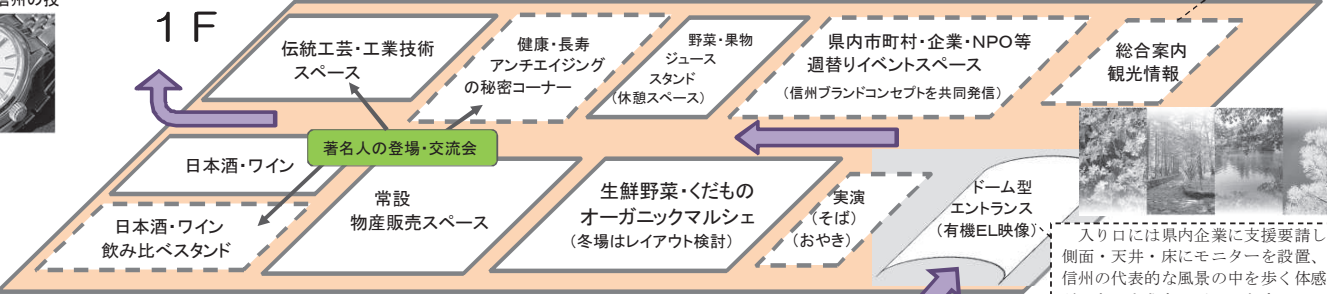 信州の技
1F
伝統工芸・工業技術
スペース
健康・長寿
アンチエイジング
の秘密コーナー
野菜・果物
ジュース
スタンド
(休憩スペース)
県内市町村・企業・NPO等
週替りイベントスペース
(信州ブランドコンセプトを共同発信)
総合案内
観光情報
著名人の登場・交流会
日本酒・ワイン
日本酒・ワイン
飲み比べスタンド
常設
物産販売スペース
生鮮野菜・くだもの
オーガニックマルシェ
(冬場はレイアウト検討)
実演
(そば)
(おやき)
ドーム型
エントランス
(有機EL映像)
入り口には県内企業に支援要請し
側面・天井・床にモニターを設置、
信州の代表的な風景の中を歩く体感